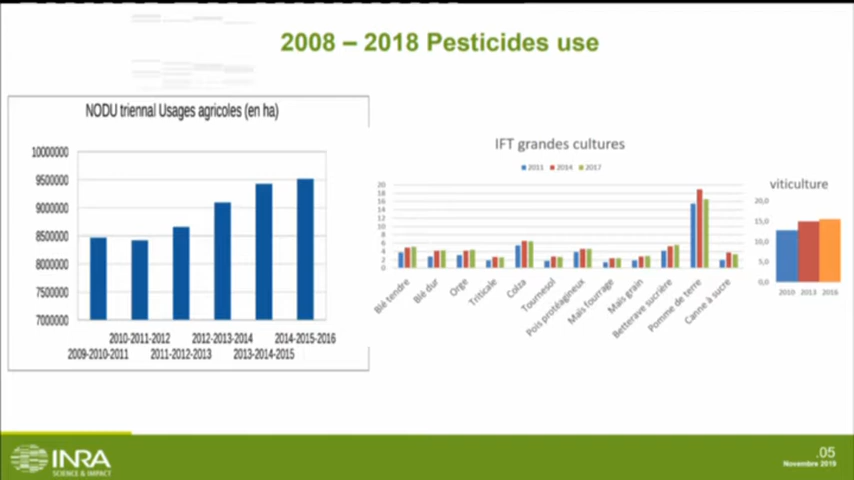 2008 – 2018 Pesticides use
NODU triennal Usages agricoles (en ha)
10000000
9500000
9000000
8500000
8000000
7500000
7000000
2010-2011-2012
2012-2013-2014
2014-2015-2016
2009-2010-2011
2011-2012-2013
2013-2014-2015
IFT grandes cultures
2011 2014 2017
20
18
16
14
12
10
8
6
4
2
0
Blé tendre
Blé dur
Orge
Triticale
Colza
Tournesol
Pois protéagineux
Maïs fourrage
Maïs grain
Betterave sucrière
Pomme de terre
Canne à sucre
viticulture
20,0
15,0
10,0
5,0
0,0
2010 2013 2016
INRA
SCIENCE & IMPACT
.05
Novembre 2019